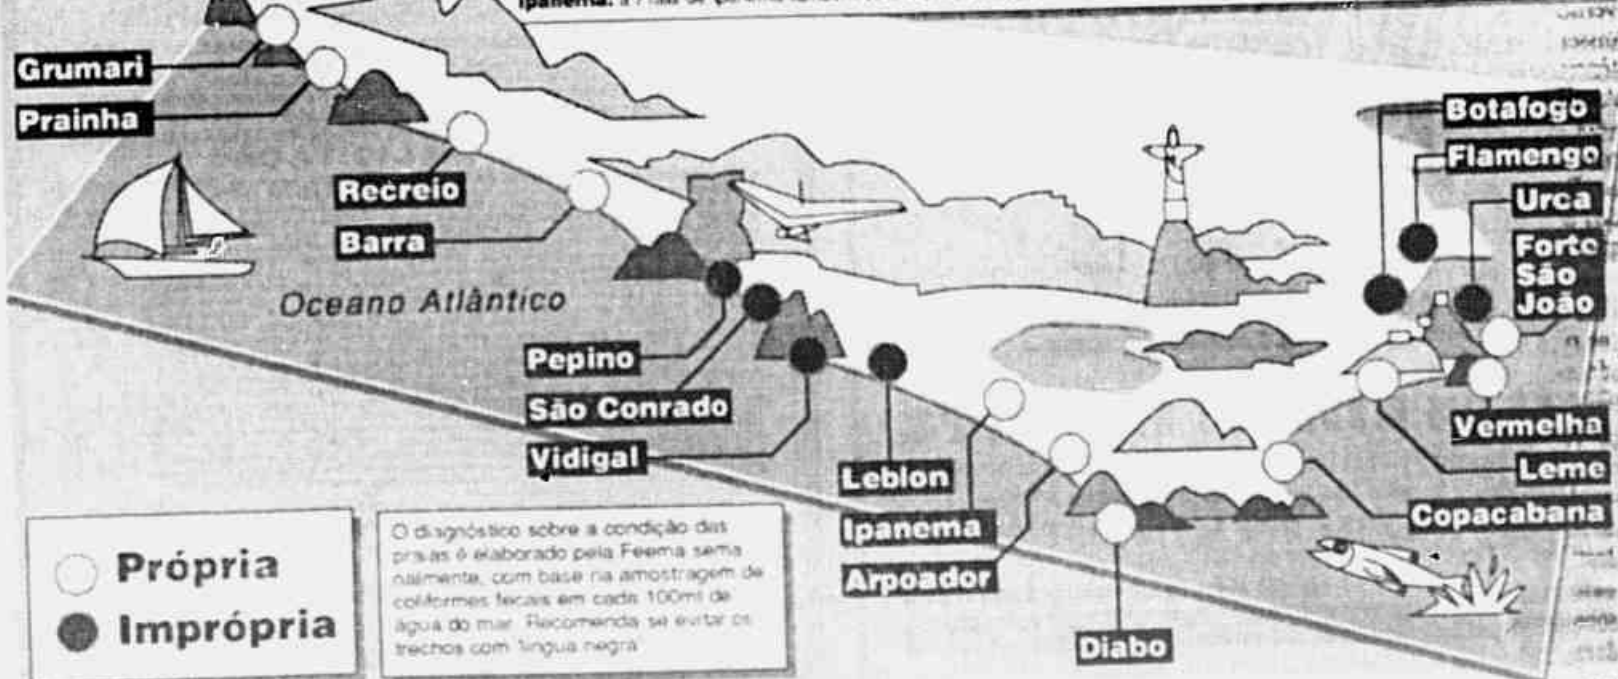 Ipanema:
Grumari
Prainha
Recreio
Barra
Oceano Atlântico
Pepino
São Conrado
Vidigal
Leblon
Ipanema
Arpoador
Diabo
Botafogo
Flamengo
Urca
Forte
São
João
Vermelha
Leme
Copacabana
Própria
Imprópria
O diagnóstico sobre a condição das
praias é elaborado pela Feema sema
nalmente, com base na amostragem de
coliformes fecais em cada 100ml de
água do mar. Recomenda se evitar os
trechos com "língua negra"